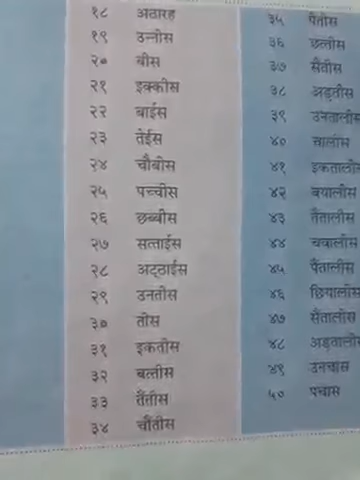 १८ अठारह
१९ उन्नीस
२० बीस
२१ इक्कीस
२२ बाईस
२३ तेईस
२४ चौबीस
२५ पच्चीस
२६ छब्बीस
२७ सत्ताईस
२८ अट्ठाईस
२९ उनतीस
३० तीस
३१ इकतीस
३२ बत्तीस
३३ तैंतीस
३४ चौंतीस
३५ पैंतीस
३६ छत्तीस
३७ सैंतीस
३८ अड़तीस
३९ उनतालीस
४० चालीस
४१ इकतालीस
४२ बयालीस
४३ तैंतालीस
४४ चवालीस
४५ पैंतालीस
४६ छियालीस
४७ सैंतालीस
४८ अड़तालीस
४९ उनचास
५० पचास